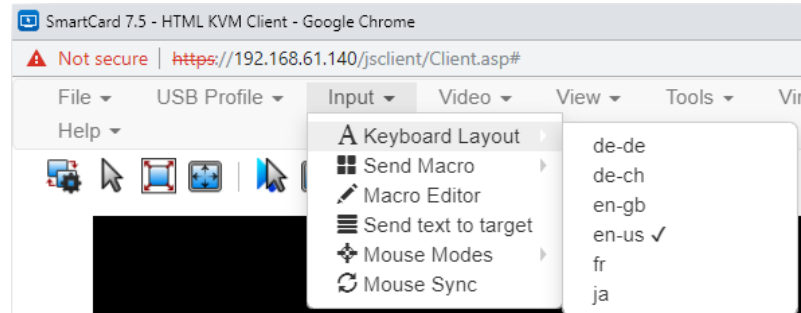 SmartCard 7.5 - HTML KVM Client - Google Chrome
Not secure | https://192.168.61.140/jsclient/Client.asp#
File USB Profile Input Video View Tools
Help
Keyboard Layout
Send Macro
Macro Editor
Send text to target
Mouse Modes
Mouse Sync
de-de
de-ch
en-gb
en-us ✓
fr
ja